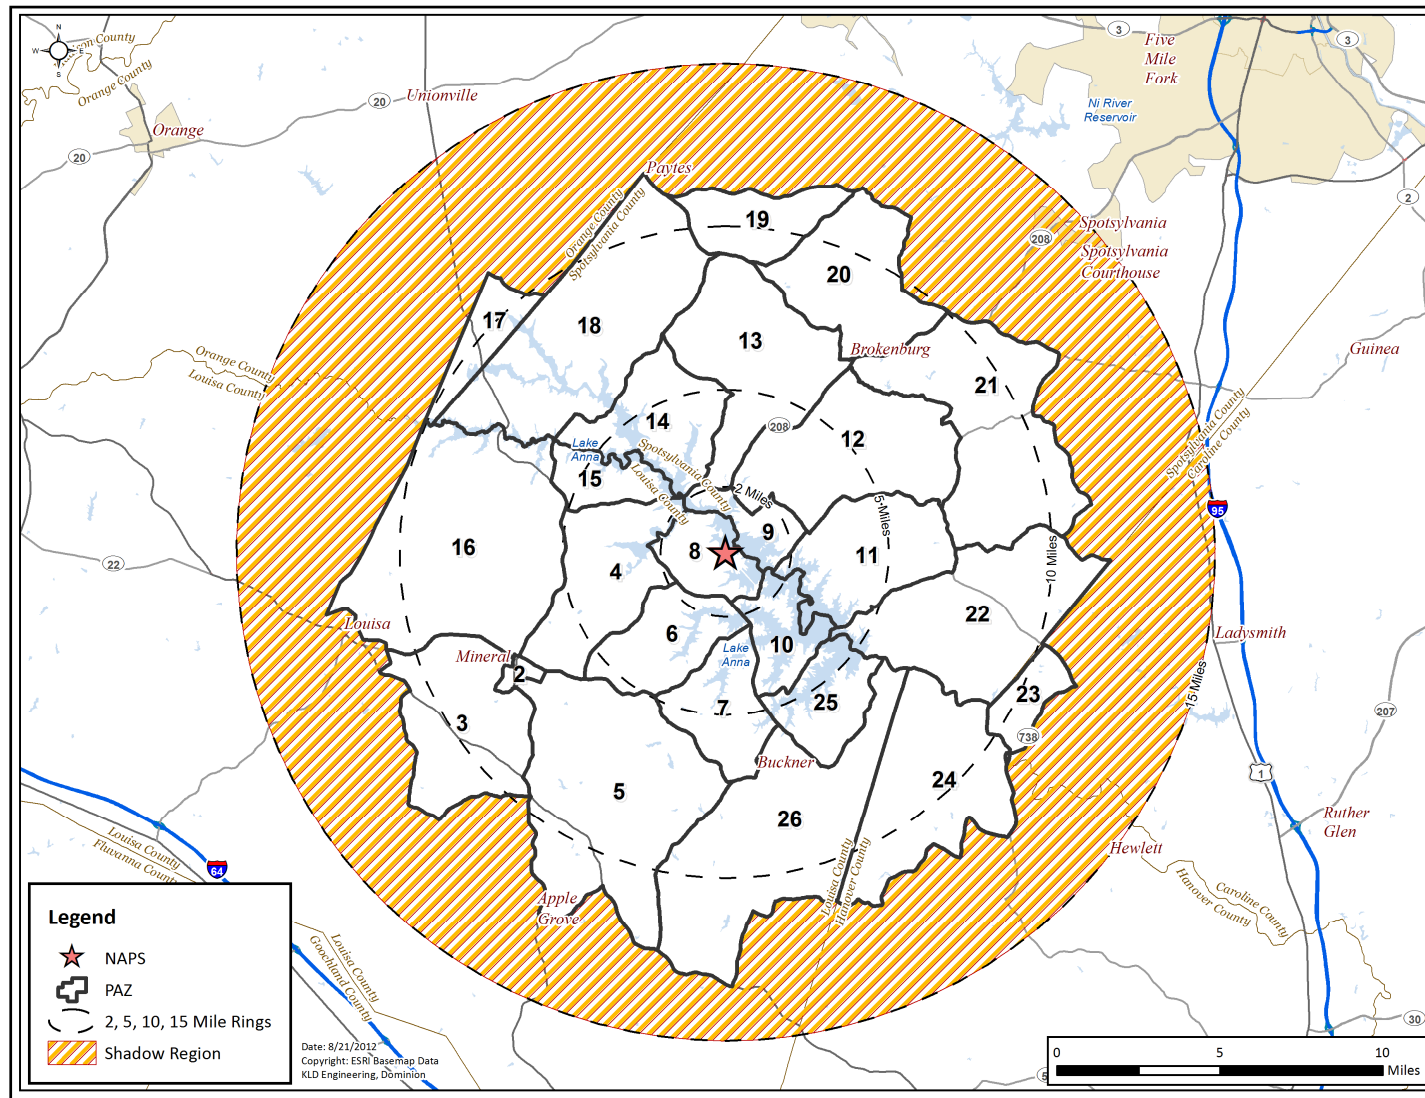 N
W
E
S
Madison County
Orange County
Orange
20
20
Unionville
3
Five
Mile
Fork
3
Ni River
Reservoir
2
Paytes
Orange County
Spotsylvania County
19
20
208
Spotsylvania
Spotsylvania
Courthouse
17
18
13
Brokenburg
21
Guinea
Orange County
Louisa County
14
208
12
Lake
Anna
15
Spotsylvania County
Louisa County
2 Miles
5 Miles
Spotsylvania County
Caroline County
95
22
16
4
8
9
11
10 Miles
22
Louisa
Mineral
2
6
Lake
Anna
10
Ladysmith
15 Miles
3
7
25
23
738
207
Buckner
1
5
26
24
Ruther
Glen
Hewlett
Louisa County
Fluvanna County
64
Louisa County
Hanover County
Caroline County
Hanover County
Apple
Grove
Louisa County
Goochland County
30
Legend
NAPS
PAZ
2, 5, 10, 15 Mile Rings
Shadow Region
Date: 8/21/2012
Copyright: ESRI Basemap Data
KLD Engineering, Dominion
0
5
10
Miles